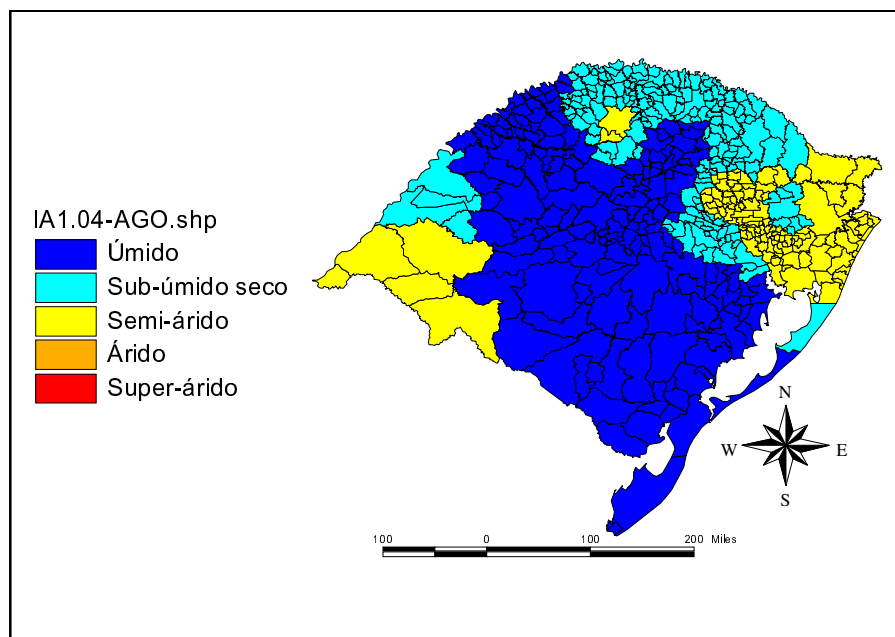 IA1.04-AGO.shp
Úmido
Sub-úmido seco
Semi-árido
Árido
Super-árido
N
W E
S
100 0 100 200 Miles